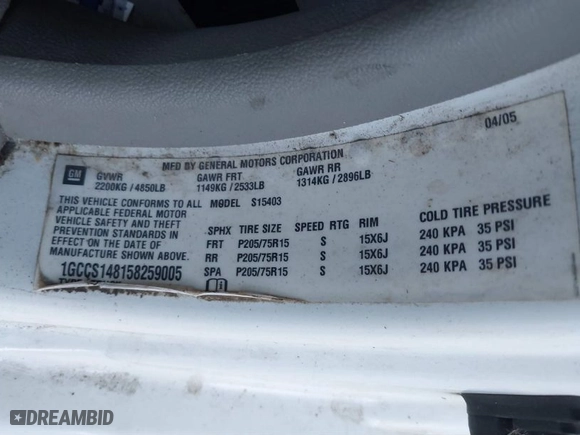 04/05
MFD BY GENERAL MOTORS CORPORATION
GM GVWR GAWR FRT GAWR RR
2200KG / 4850LB 1149KG / 2533LB 1314KG / 2896LB
THIS VEHICLE CONFORMS TO ALL
APPLICABLE FEDERAL MOTOR
VEHICLE SAFETY AND THEFT
PREVENTION STANDARDS IN
EFFECT ON THE DATE OF
MANUFACTURE SHOWN ABOVE.
1GCCS148158259005
MODEL S15403
SPHX TIRE SIZE SPEED RTG RIM COLD TIRE PRESSURE
FRT P205/75R15 S 15X6J 240 KPA 35 PSI
RR P205/75R15 S 15X6J 240 KPA 35 PSI
SPA P205/75R15 S 15X6J 240 KPA 35 PSI
DREAMBID